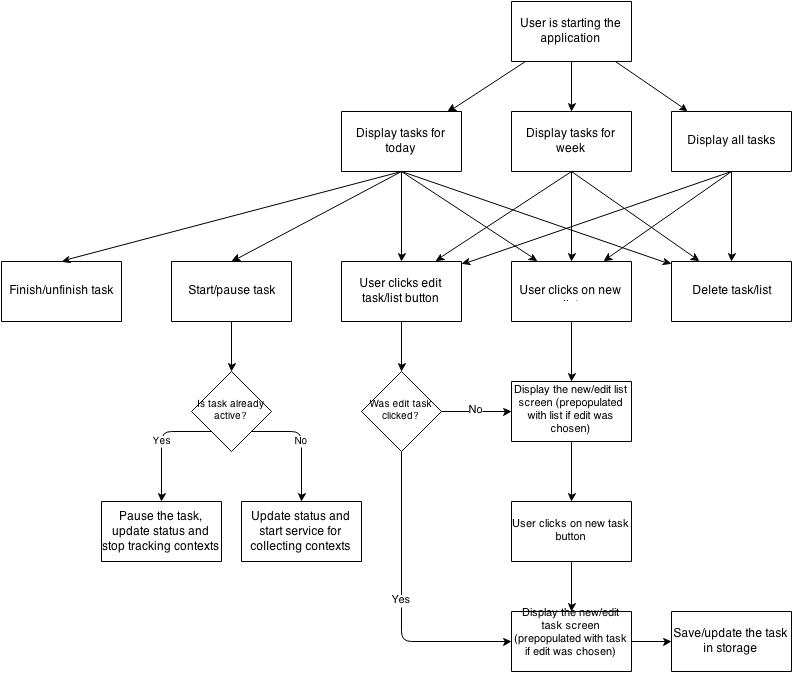 User is starting the
application
Display tasks for
today
Display tasks for
week
Display all tasks
Finish/unfinish task
Start/pause task
User clicks edit
task/list button
User clicks on new
Delete task/list
Is task already
active?
Was edit task
clicked?
No
Display the new/edit list
screen (prepopulated
with list if edit was
chosen)
Yes
No
Pause the task,
update status and
stop tracking contexts
Update status and
start service for
collecting contexts
User clicks on new task
button
Yes
Display the new/edit
task screen
(prepopulated with task
if edit was chosen)
Save/update the task
in storage